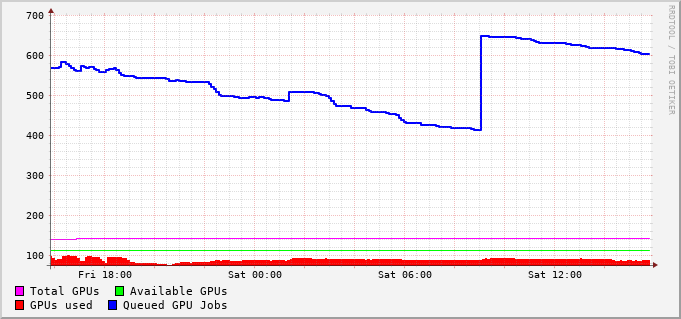 RRDTOOL / TOBI OETIKER
700
600
500
400
300
200
100
Fri 18:00 Sat 00:00 Sat 06:00 Sat 12:00
Total GPUs Available GPUs
GPUs used Queued GPU Jobs